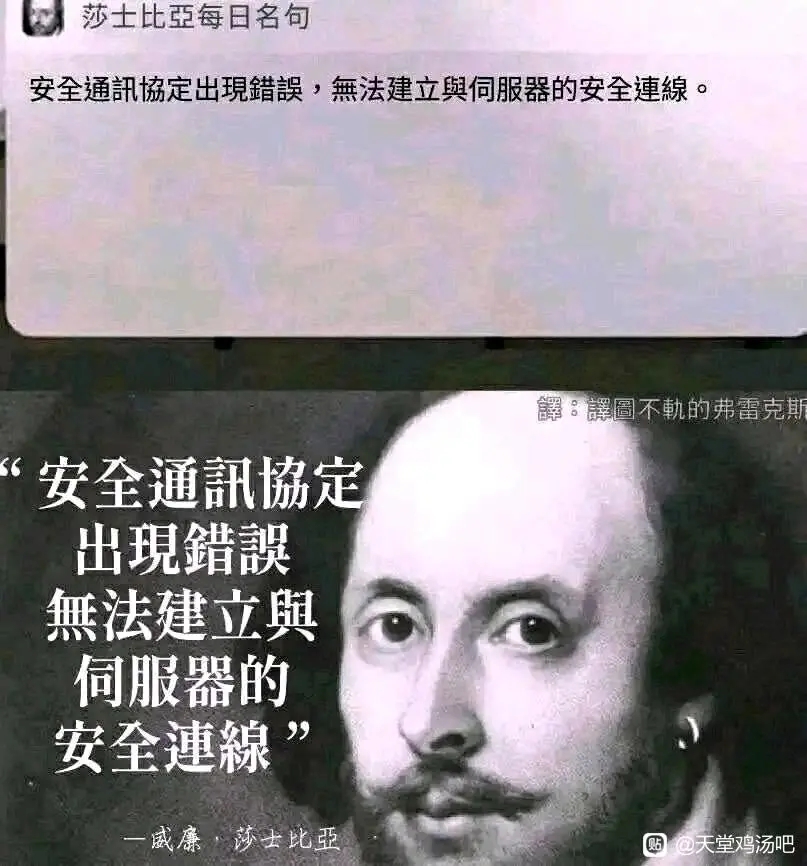 莎士比亞每日名句
安全通訊協定出現錯誤，無法建立與伺服器的安全連線。
譯：譯圖不軌的弗雷克斯
“安全通訊協定
出現錯誤
無法建立與
伺服器的
安全連線”
—威廉·莎士比亞
貼 @天堂鸡汤吧